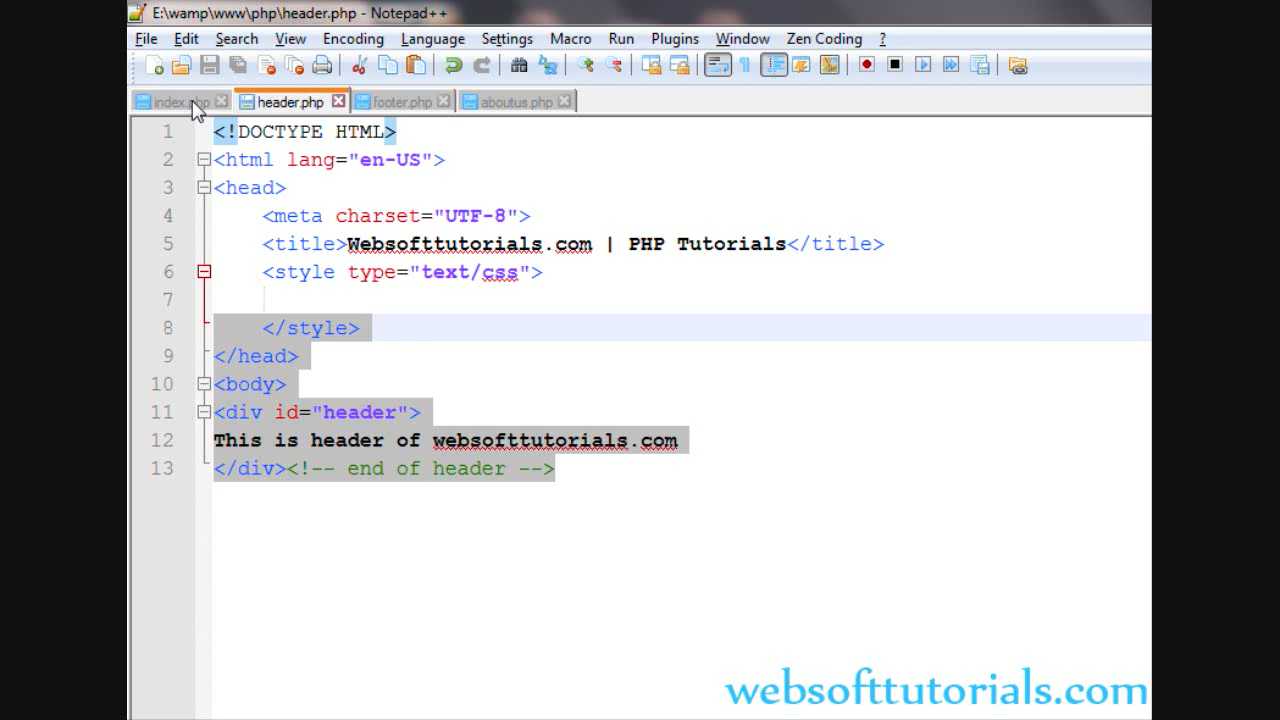 E:\wamp\www\php\header.php - Notepad++
File Edit Search View Encoding Language Settings Macro Run Plugins Window Zen Coding ?
index.php header.php footer.php aboutus.php
1 <!DOCTYPE HTML>
2 <html lang="en-US">
3 <head>
4 <meta charset="UTF-8">
5 <title>Websofttutorials.com | PHP Tutorials</title>
6 <style type="text/css">
7
8 </style>
9 </head>
10 <body>
11 <div id="header">
12 This is header of websofttutorials.com
13 </div><!-- end of header -->
websofttutorials.com